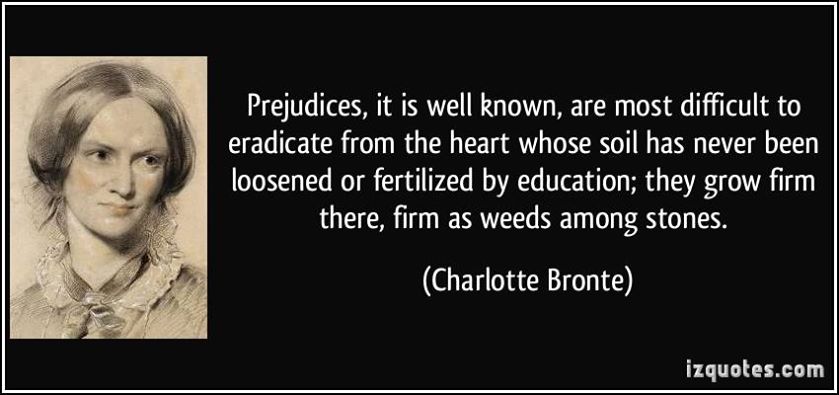 Prejudices, it is well known, are most difficult to
eradicate from the heart whose soil has never been
loosened or fertilized by education; they grow firm
there, firm as weeds among stones.
(Charlotte Bronte)
izquotes.com